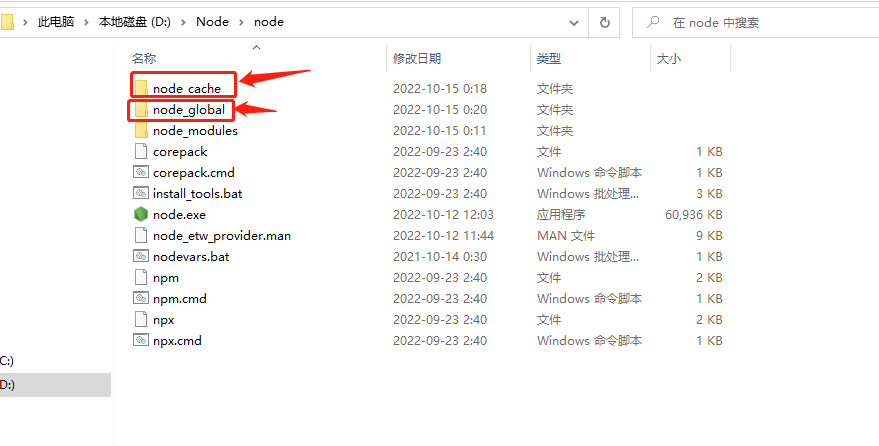 此电脑 > 本地磁盘 (D:) > Node > node
在 node 中搜索
名称 修改日期 类型 大小
node_cache 2022-10-15 0:18 文件夹
node_global 2022-10-15 0:20 文件夹
node_modules 2022-10-15 0:11 文件夹
corepack 2022-09-23 2:40 文件 1 KB
corepack.cmd 2022-09-23 2:40 Windows 命令脚本 1 KB
install_tools.bat 2022-09-23 2:40 Windows 批处理... 3 KB
node.exe 2022-10-12 12:03 应用程序 60,936 KB
node_etw_provider.man 2022-10-12 11:44 MAN 文件 9 KB
nodevars.bat 2021-10-14 0:30 Windows 批处理... 1 KB
npm 2022-09-23 2:40 文件 2 KB
npm.cmd 2022-09-23 2:40 Windows 命令脚本 1 KB
npx 2022-09-23 2:40 文件 2 KB
npx.cmd 2022-09-23 2:40 Windows 命令脚本 1 KB
C:)
D:)